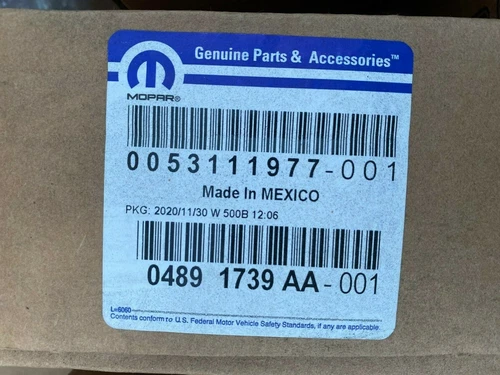 Genuine Parts & Accessories™
MOPAR®
0053111977-001
Made In MEXICO
PKG: 2020/11/30 W 500B 12:06
0489 1739 AA-001
L=6060
Contents conform to U.S. Federal Motor Vehicle Safety Standards, if any are applicable.